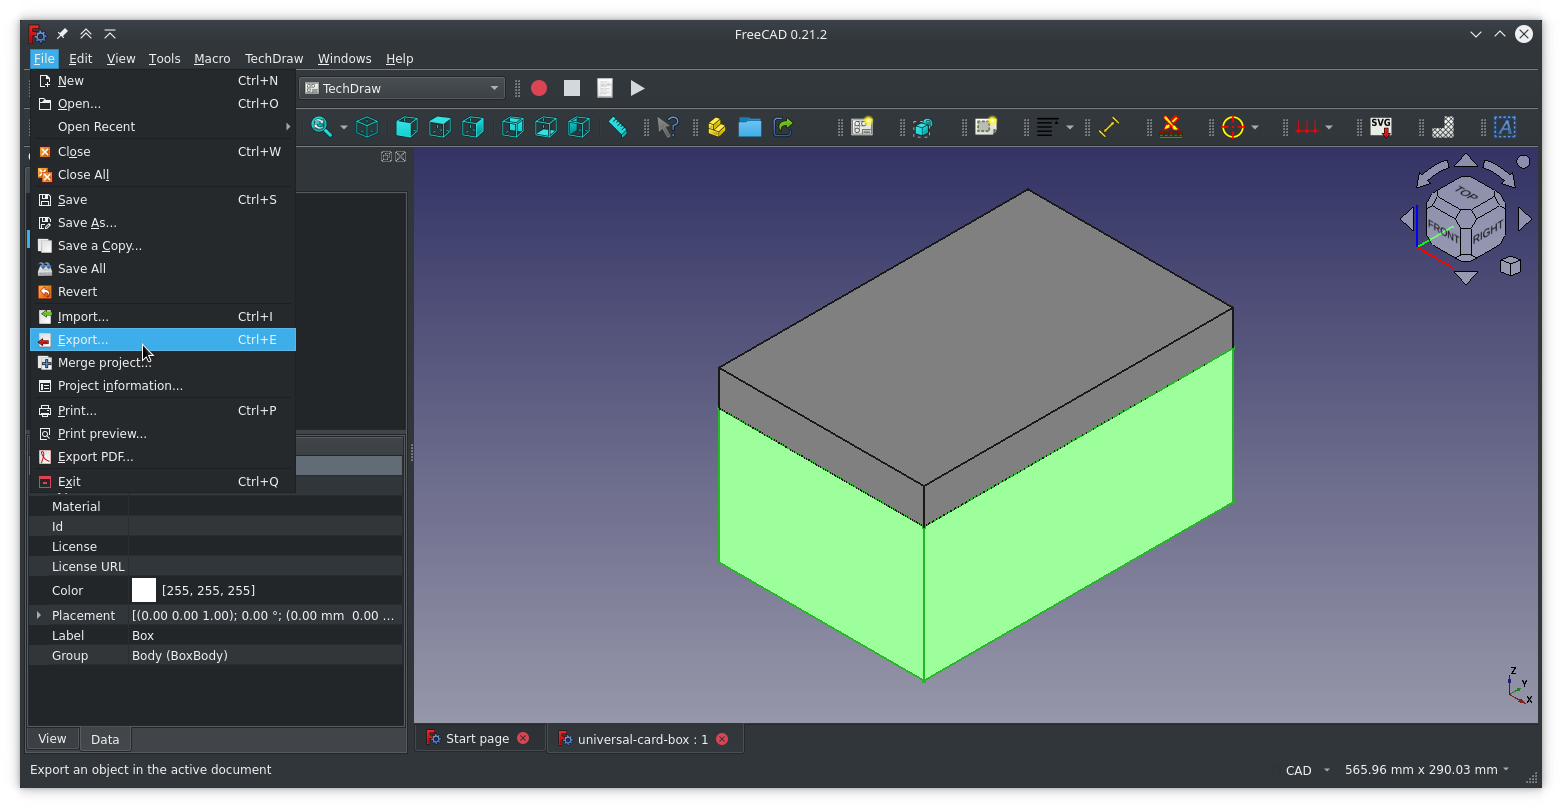 FreeCAD 0.21.2
File Edit View Tools Macro TechDraw Windows Help
New Ctrl+N
Open... Ctrl+O
Open Recent
Close Ctrl+W
Close All
Save Ctrl+S
Save As...
Save a Copy...
Save All
Revert
Import... Ctrl+I
Export... Ctrl+E
Merge project...
Project information...
Print... Ctrl+P
Print preview...
Export PDF...
Exit Ctrl+Q
TechDraw
SVG
A
TOP
FRONT
RIGHT
Material
Id
License
License URL
Color [255, 255, 255]
Placement [(0.00 0.00 1.00); 0.00 °; (0.00 mm 0.00 ...
Label Box
Group Body (BoxBody)
View Data
Z
Y
X
Start page
universal-card-box : 1
Export an object in the active document
CAD 565.96 mm x 290.03 mm